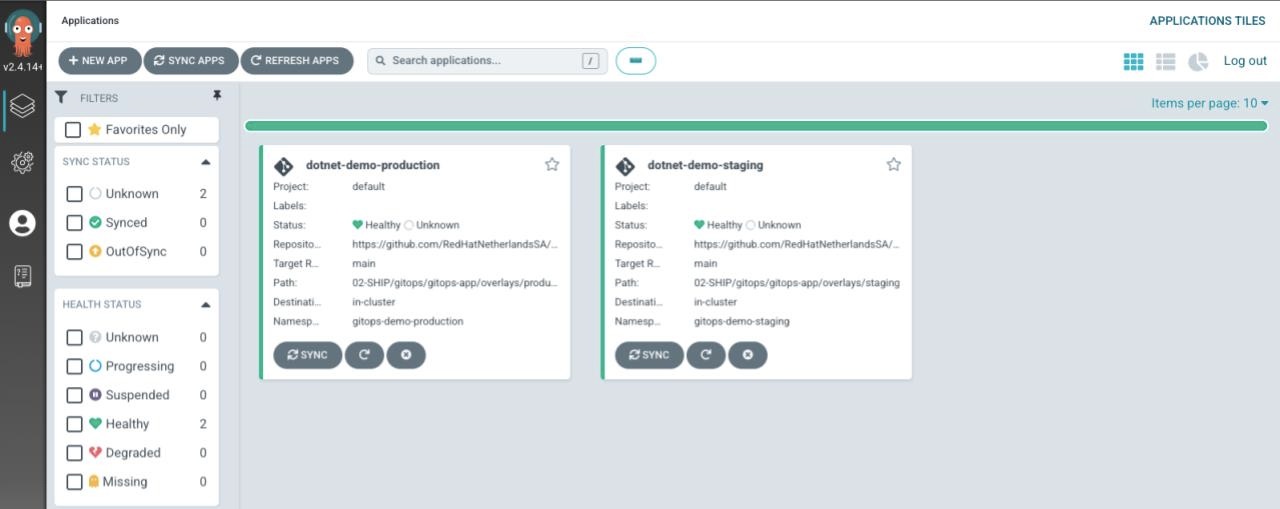 v2.4.14+
Applications
APPLICATIONS TILES
NEW APP
SYNC APPS
REFRESH APPS
Search applications...
/
Log out
FILTERS
Favorites Only
SYNC STATUS
Unknown 2
Synced 0
OutOfSync 0
HEALTH STATUS
Unknown 0
Progressing 0
Suspended 0
Healthy 2
Degraded 0
Missing 0
Items per page: 10
dotnet-demo-production
Project: default
Labels:
Status: Healthy Unknown
Reposito... https://github.com/RedHatNetherlandsSA/...
Target R... main
Path: 02-SHIP/gitops/gitops-app/overlays/produ...
Destinati... in-cluster
Namesp... gitops-demo-production
SYNC
dotnet-demo-staging
Project: default
Labels:
Status: Healthy Unknown
Reposito... https://github.com/RedHatNetherlandsSA/...
Target R... main
Path: 02-SHIP/gitops/gitops-app/overlays/staging
Destinati... in-cluster
Namesp... gitops-demo-staging
SYNC